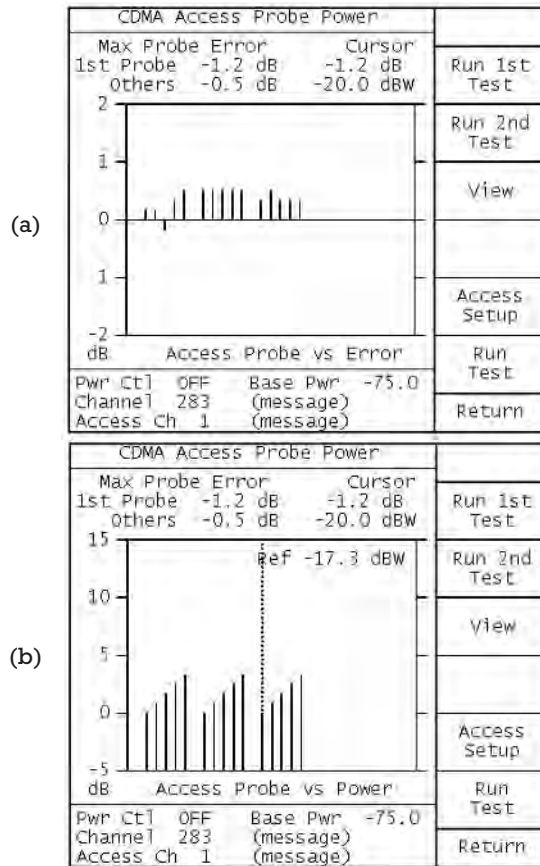 (a)
CDMA Access Probe Power
Max Probe Error Cursor
1st Probe -1.2 dB -1.2 dB
Others -0.5 dB -20.0 dBW
2
1
0
1
-2
dB Access Probe vs Error
Pwr Ctl OFF Base Pwr -75.0
Channel 283 (message)
Access Ch 1 (message)
Run 1st
Test
Run 2nd
Test
View
Access
Setup
Run
Test
Return
(b)
CDMA Access Probe Power
Max Probe Error Cursor
1st Probe -1.2 dB -1.2 dB
Others -0.5 dB -20.0 dBW
15
Ref -17.3 dBW
10
5
0
-5
dB Access Probe vs Power
Pwr Ctl OFF Base Pwr -75.0
Channel 283 (message)
Access Ch 1 (message)
Run 1st
Test
Run 2nd
Test
View
Access
Setup
Run
Test
Return